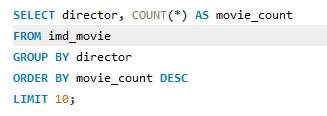 SELECT director, COUNT(*) AS movie_count
FROM imd_movie
GROUP BY director
ORDER BY movie_count DESC
LIMIT 10;